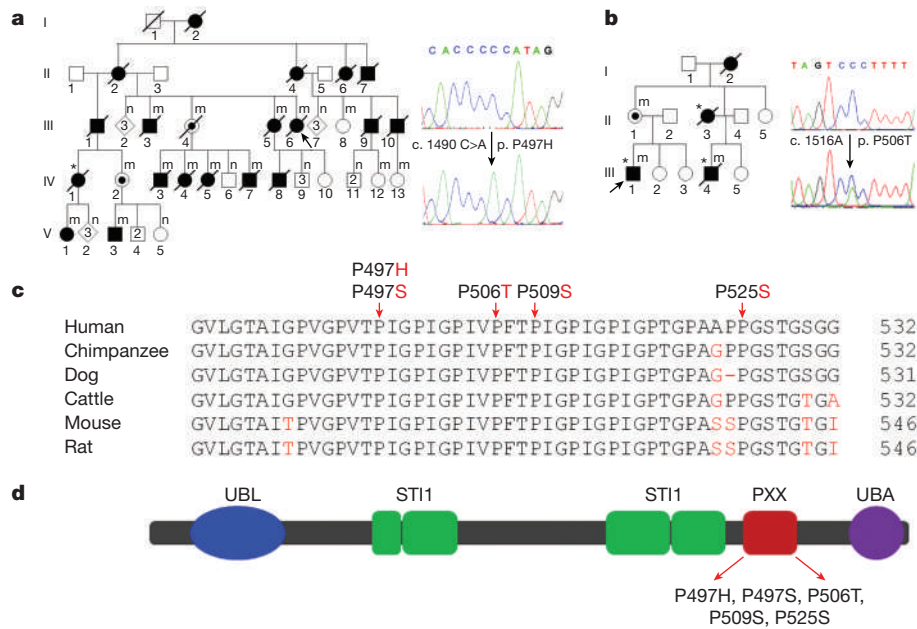 a
I
1 2
II
1 2 3 4 5 6 7
n m m m m n n m m
III
3 3
1 2 3 4 5 6 7 8 9 10
* m n m m m m m n n
IV
3 2
1 2 3 4 5 6 7 8 9 10 11 12 13
m n m n n
V
3 2
1 2 3 4 5
C A C C C C C A T A G
c. 1490 C>A p. P497H
b
I
1 2
m * m
II
1 2 3 4 5
* m * m
III
1 2 3 4 5
T A G T C C C T T T T
c. 1516A p. P506T
c
P497H
P497S P506T P509S P525S
Human GVLGTAIGPVGPVTPIGPIGPIVPFTPIGPIGPIGPTGPAAPPGSTGSGG 532
Chimpanzee GVLGTAIGPVGPVTPIGPIGPIVPFTPIGPIGPIGPTGPAGPPGSTGSGG 532
Dog GVLGTAIGPVGPVTPIGPIGPIVPFTPIGPIGPIGPTGPAG-PGSTGSGG 531
Cattle GVLGTAIGPVGPVTPIGPIGPIVPFTPIGPIGPIGPTGPAGPPGSTGTGA 532
Mouse GVLGTAITPVGPVTPIGPIGPIVPFTPIGPIGPIGPTGPASSPGSTGTGI 546
Rat GVLGTAITPVGPVTPIGPIGPIVPFTPIGPIGPIGPTGPASSPGSTGTGI 546
d
UBL STI1 STI1 PXX UBA
P497H, P497S, P506T,
P509S, P525S